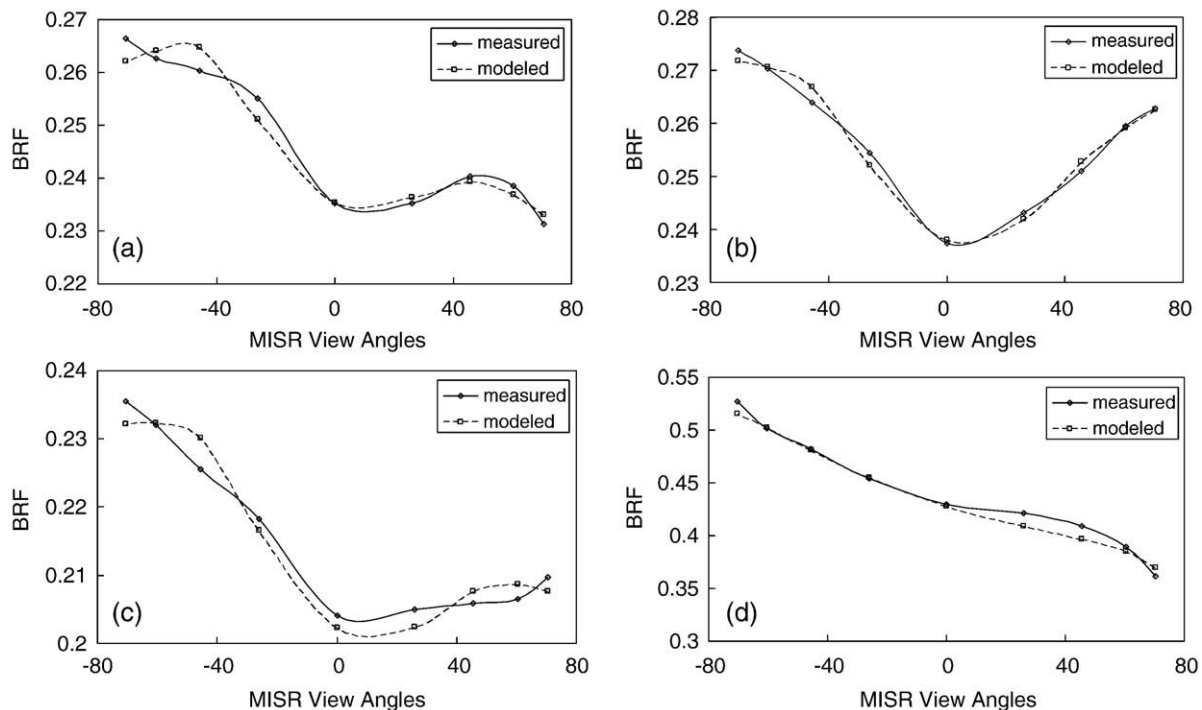 0.27
0.26
0.25
0.24
0.23
0.22
BRF
-80
-40
0
40
80
MISR View Angles
measured
modeled
(a)
0.28
0.27
0.26
0.25
0.24
0.23
BRF
-80
-40
0
40
80
MISR View Angles
measured
modeled
(b)
0.24
0.23
0.22
0.21
0.2
BRF
-80
-40
0
40
80
MISR View Angles
measured
modeled
(c)
0.55
0.5
0.45
0.4
0.35
0.3
BRF
-80
-40
0
40
80
MISR View Angles
measured
modeled
(d)